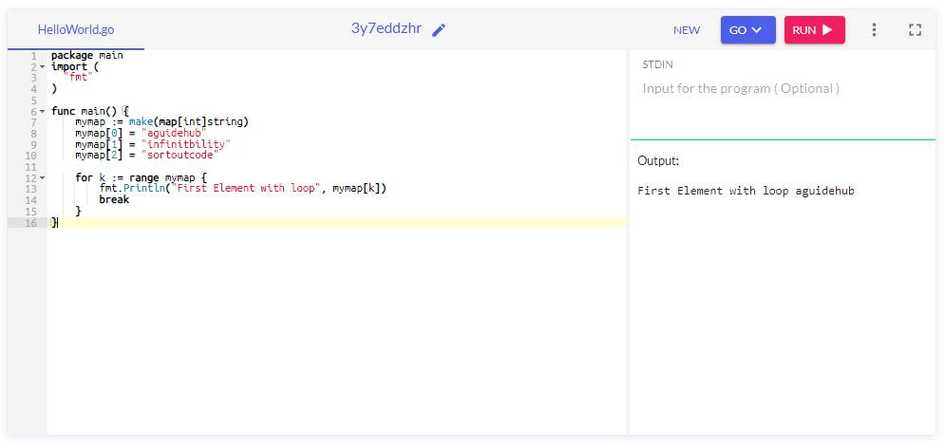 HelloWorld.go
3y7eddzhr
NEW
GO
RUN
1 package main
2 import (
3 "fmt"
4 )
5
6 func main() {
7 mymap := make(map[int]string)
8 mymap[0] = "aguidehub"
9 mymap[1] = "infinitbility"
10 mymap[2] = "sortoutcode"
11
12 for k := range mymap {
13 fmt.Println("First Element with loop", mymap[k])
14 break
15 }
16 }
STDIN
Input for the program ( Optional )
Output:
First Element with loop aguidehub